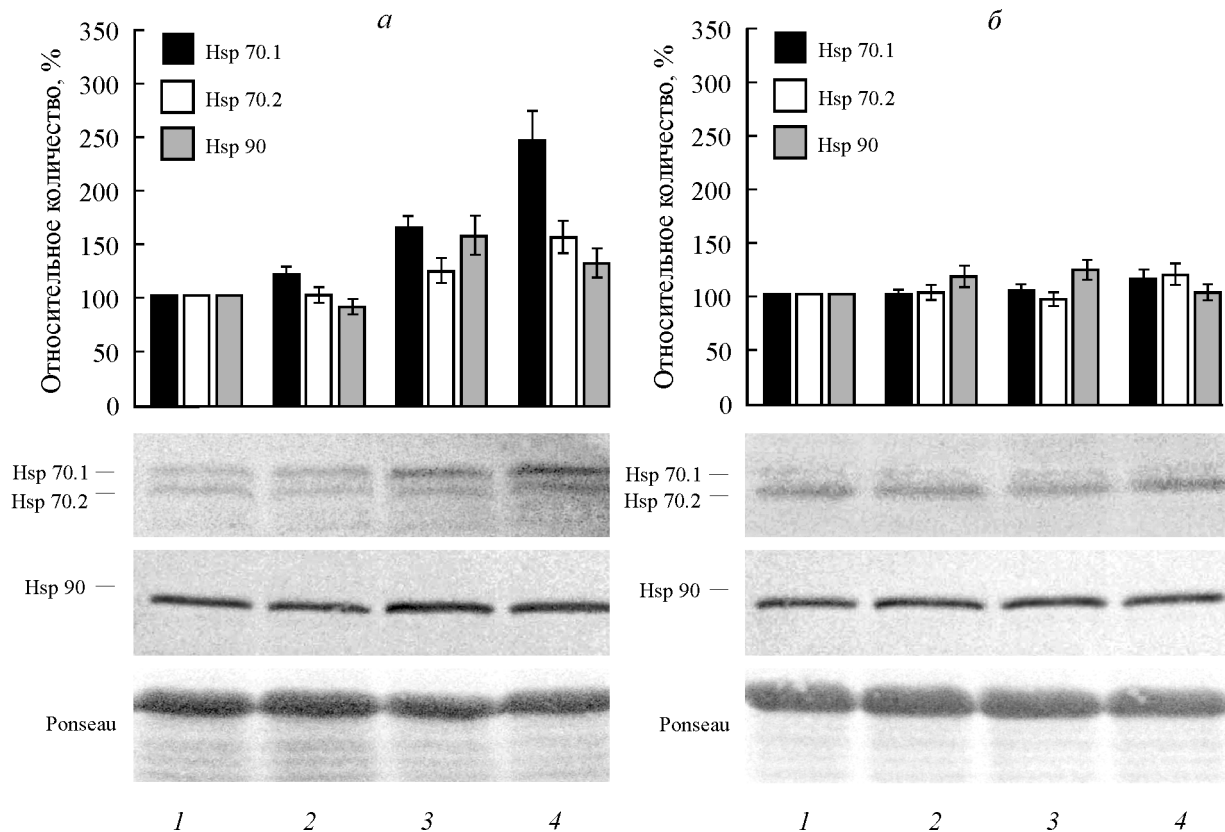 а
Относительное количество, %
350
300
250
200
150
100
50
0
Hsp 70.1
Hsp 70.2
Hsp 90
Hsp 70.1
Hsp 70.2
Hsp 90
Ponseau
1 2 3 4
б
Относительное количество, %
350
300
250
200
150
100
50
0
Hsp 70.1
Hsp 70.2
Hsp 90
Hsp 70.1
Hsp 70.2
Hsp 90
Ponseau
1 2 3 4